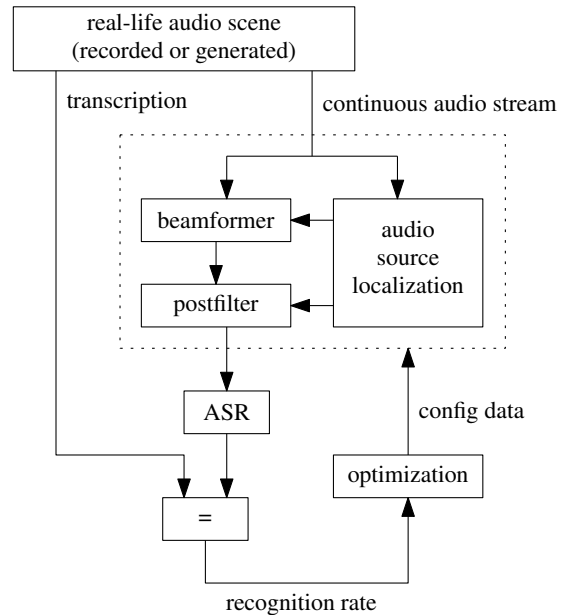 real-life audio scene
(recorded or generated)
transcription
continuous audio stream
beamformer
audio
source
localization
postfilter
ASR
config data
optimization
=
recognition rate